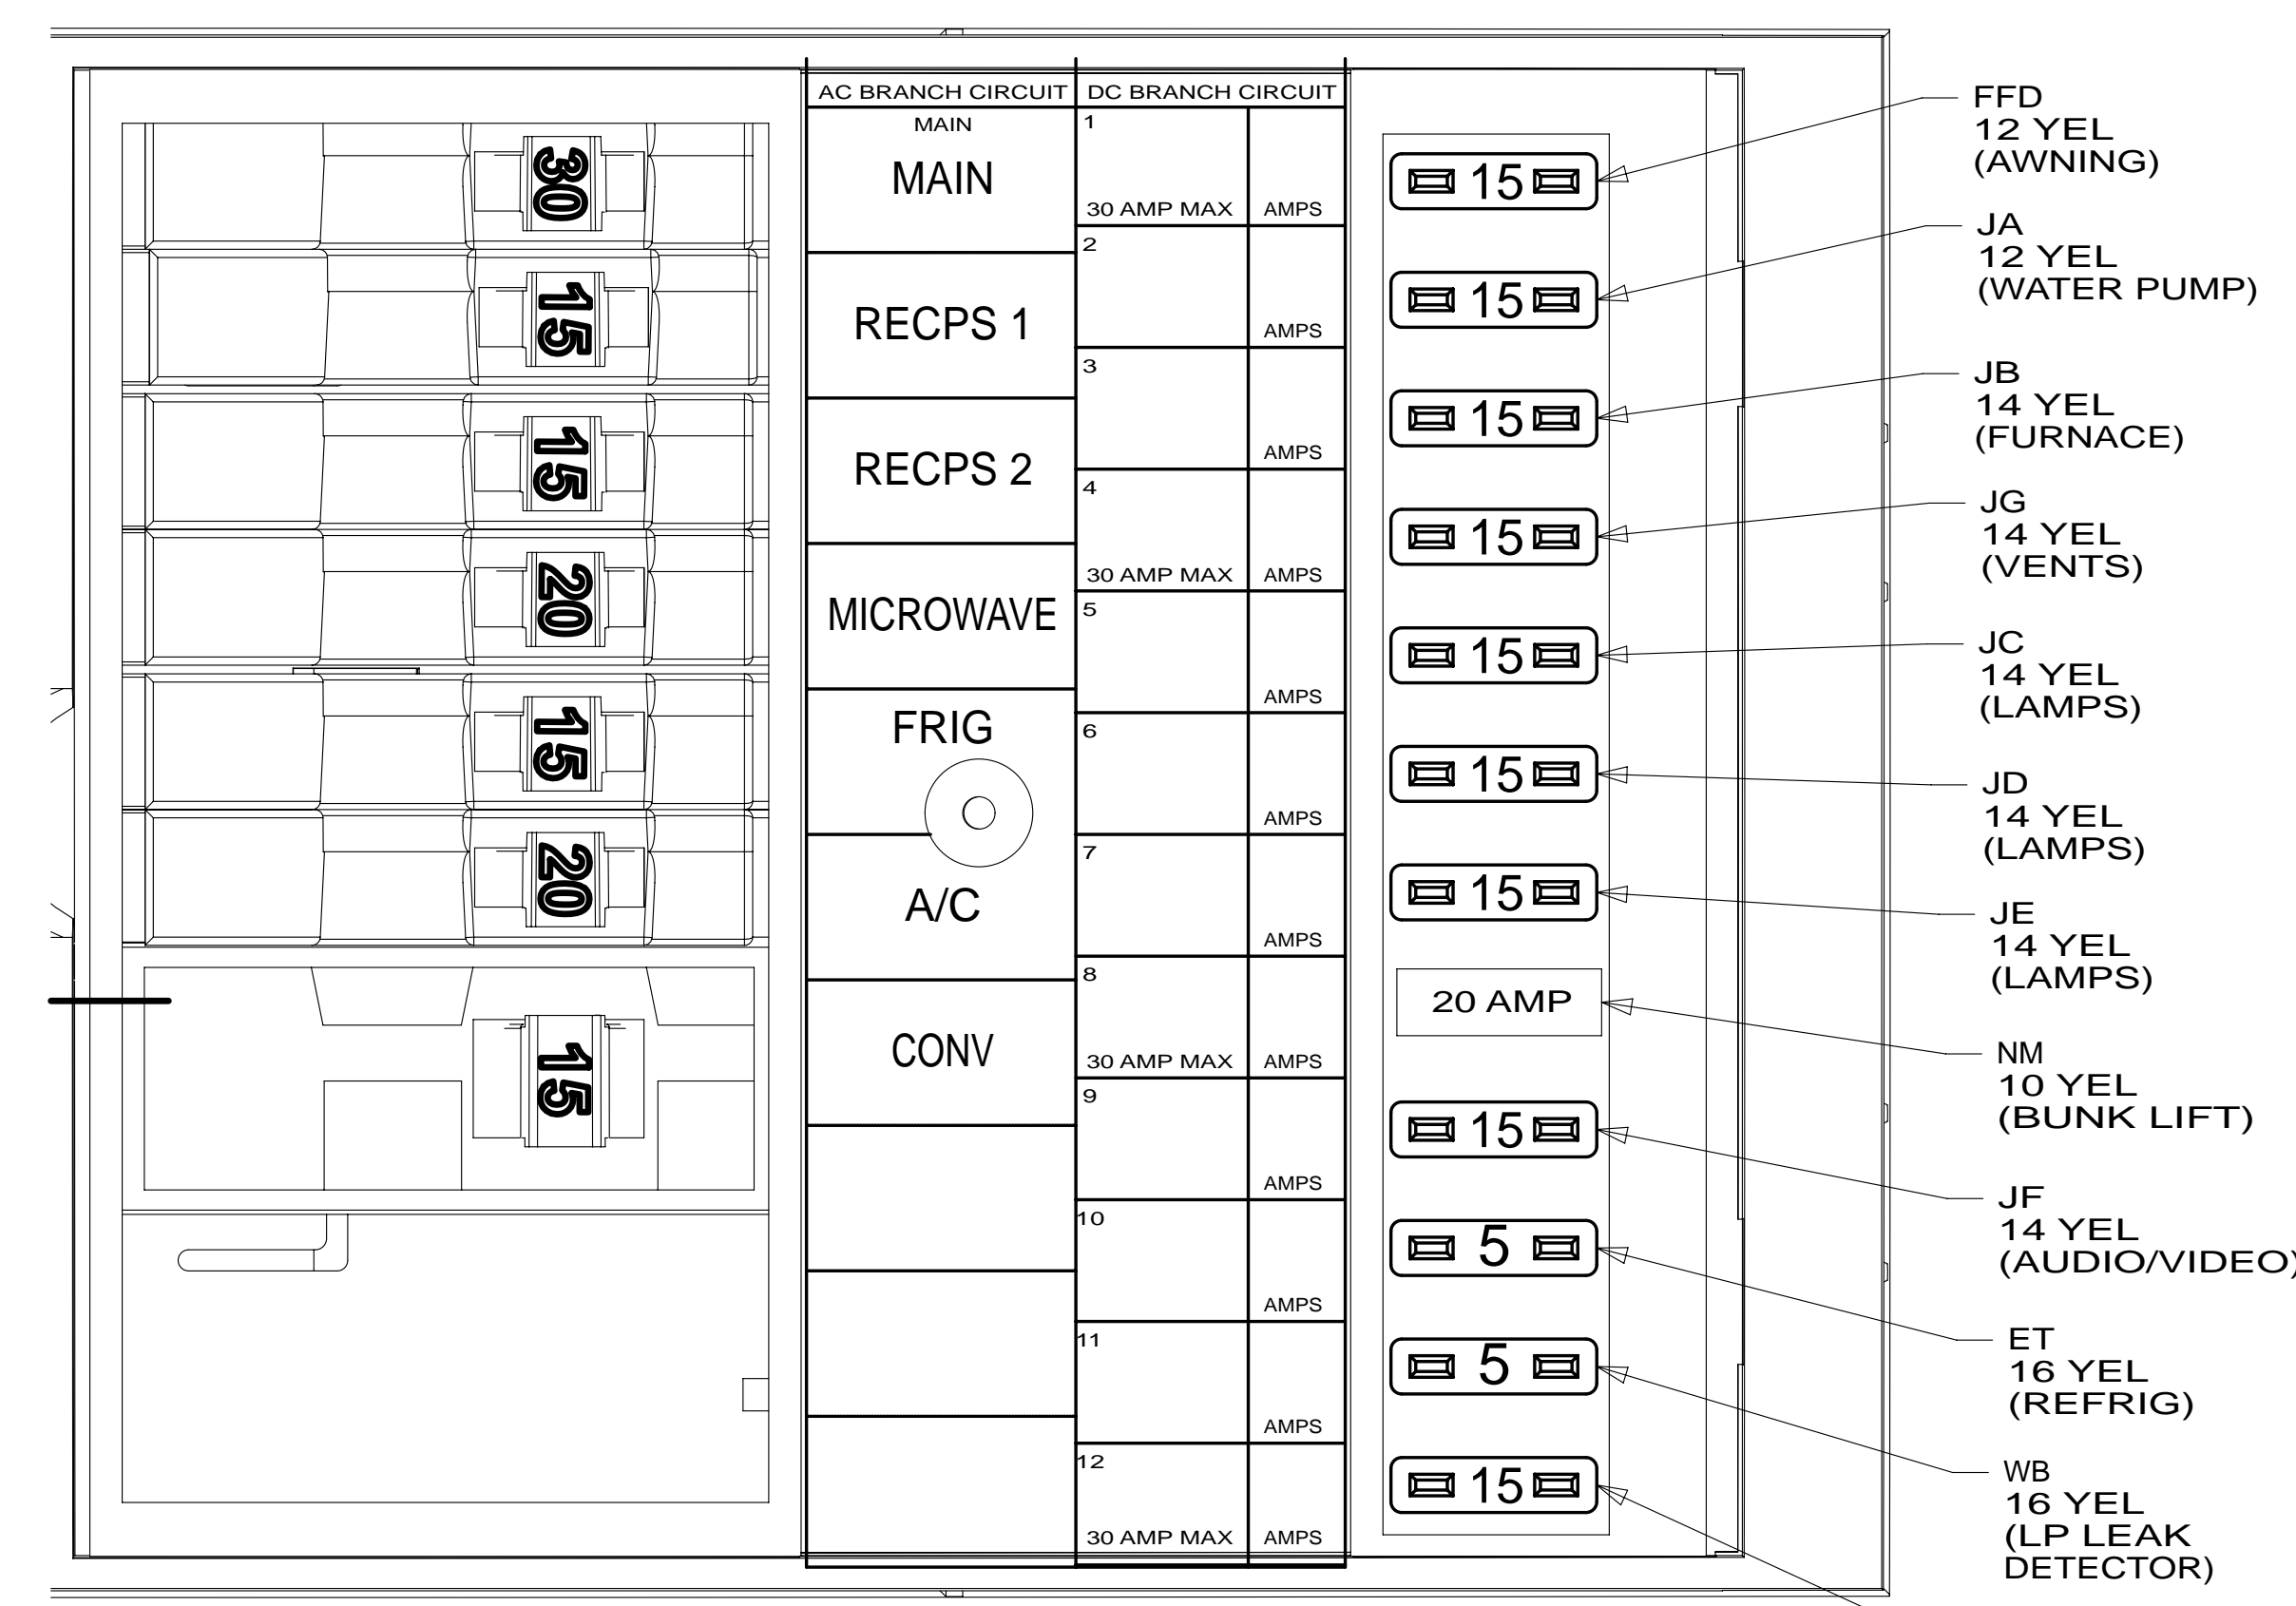 30
15
15
20
15
20
15
AC BRANCH CIRCUIT
MAIN
MAIN
RECPS 1
RECPS 2
MICROWAVE
FRIG
A/C
CONV
DC BRANCH CIRCUIT
1
30 AMP MAX AMPS
2
AMPS
3
AMPS
4
30 AMP MAX AMPS
5
AMPS
6
AMPS
7
AMPS
8
30 AMP MAX AMPS
9
AMPS
10
AMPS
11
AMPS
12
30 AMP MAX AMPS
15
15
15
15
15
15
15
20 AMP
15
5
5
15
FFD
12 YEL
(AWNING)
JA
12 YEL
(WATER PUMP)
JB
14 YEL
(FURNACE)
JG
14 YEL
(VENTS)
JC
14 YEL
(LAMPS)
JD
14 YEL
(LAMPS)
JE
14 YEL
(LAMPS)
NM
10 YEL
(BUNK LIFT)
JF
14 YEL
(AUDIO/VIDEO)
ET
16 YEL
(REFRIG)
WB
16 YEL
(LP LEAK
DETECTOR)